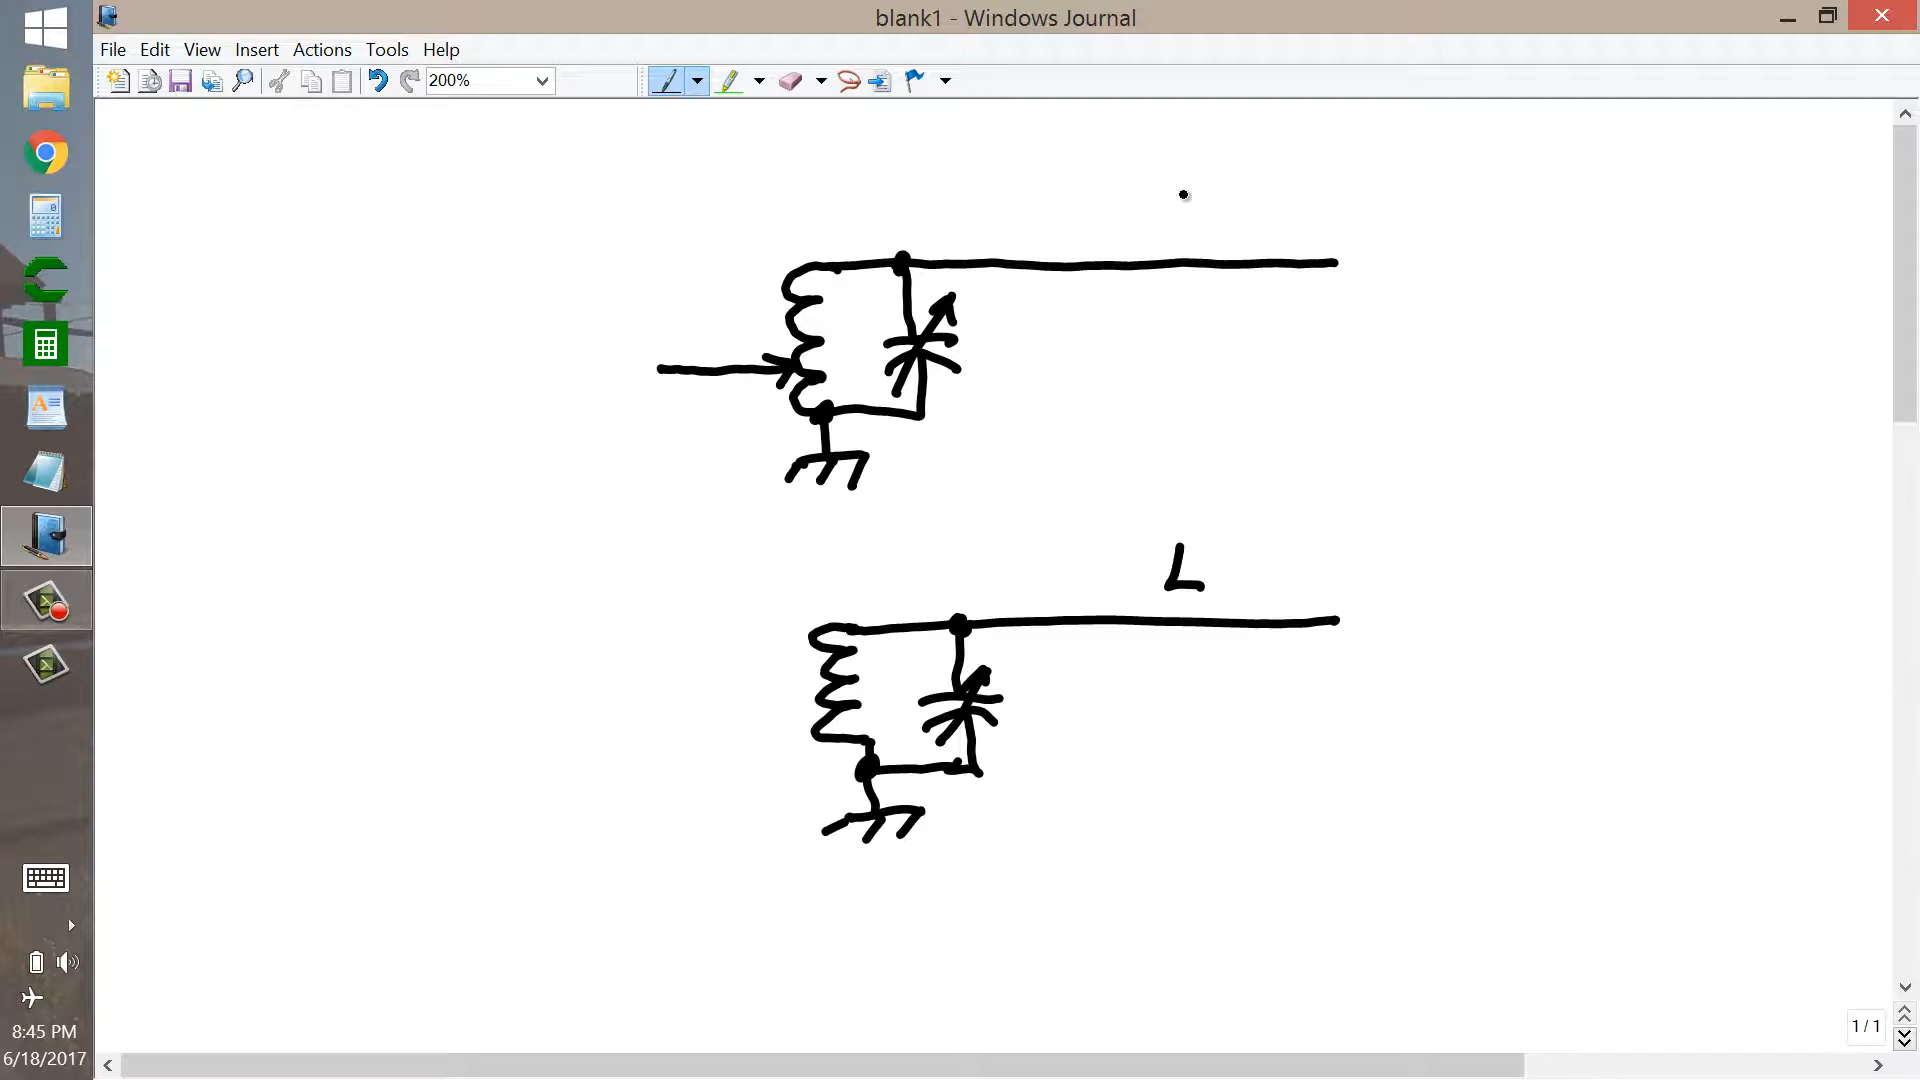 blank1 - Windows Journal
File Edit View Insert Actions Tools Help
200%
L
1 / 1
8:45 PM
6/18/2017